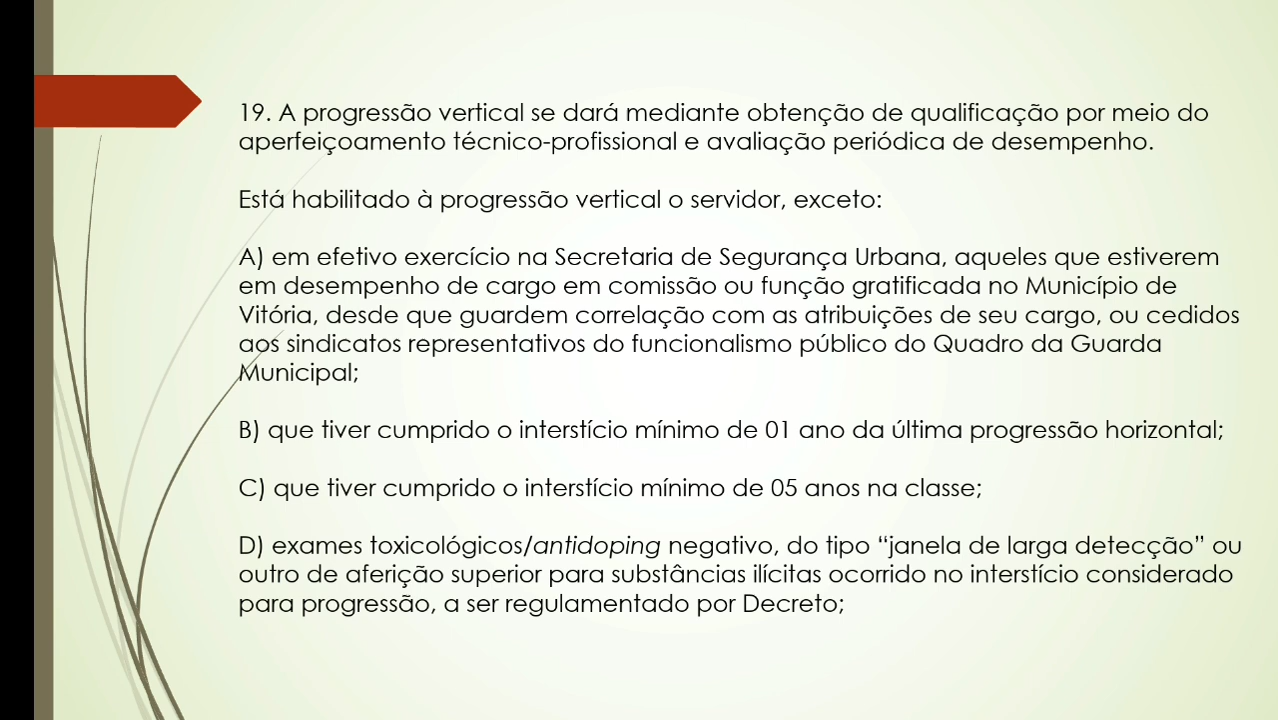 19. A progressão vertical se dará mediante obtenção de qualificação por meio do
aperfeiçoamento técnico-profissional e avaliação periódica de desempenho.
Está habilitado à progressão vertical o servidor, exceto:
A) em efetivo exercício na Secretaria de Segurança Urbana, aqueles que estiverem
em desempenho de cargo em comissão ou função gratificada no Município de
Vitória, desde que guardem correlação com as atribuições de seu cargo, ou cedidos
aos sindicatos representativos do funcionalismo público do Quadro da Guarda
Municipal;
B) que tiver cumprido o interstício mínimo de 01 ano da última progressão horizontal;
C) que tiver cumprido o interstício mínimo de 05 anos na classe;
D) exames toxicológicos/antidoping negativo, do tipo “janela de larga detecção” ou
outro de aferição superior para substâncias ilícitas ocorrido no interstício considerado
para progressão, a ser regulamentado por Decreto;